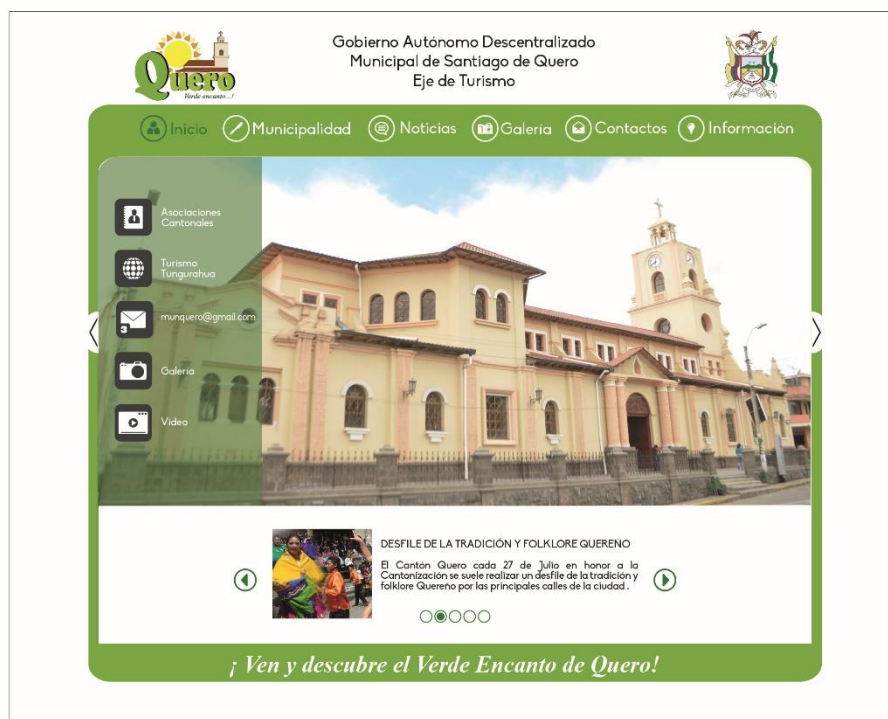 Quero
Verde encanto...!
Gobierno Autónomo Descentralizado
Municipal de Santiago de Quero
Eje de Turismo
Inicio
Municipalidad
Noticias
Galeria
Contactos
Información
Asociaciones
Cantonales
Turismo
Tungurahua
3
munquero@gmail.com
Galeria
Video
DESFILE DE LA TRADICIÓN Y FOLKLORE QUEREÑO
El Cantón Quero cada 27 de Julio en honor a la
Cantonización se suele realizar un desfile de la tradición y
folklore Quereño por las principales calles de la ciudad .
¡ Ven y descubre el Verde Encanto de Quero!